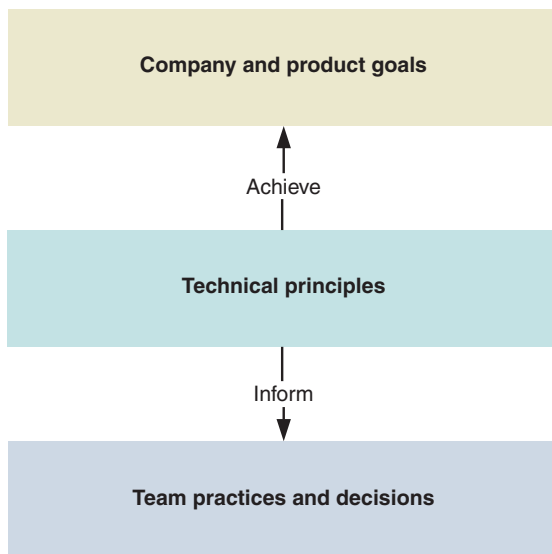 Company and product goals
Achieve
Technical principles
Inform
Team practices and decisions